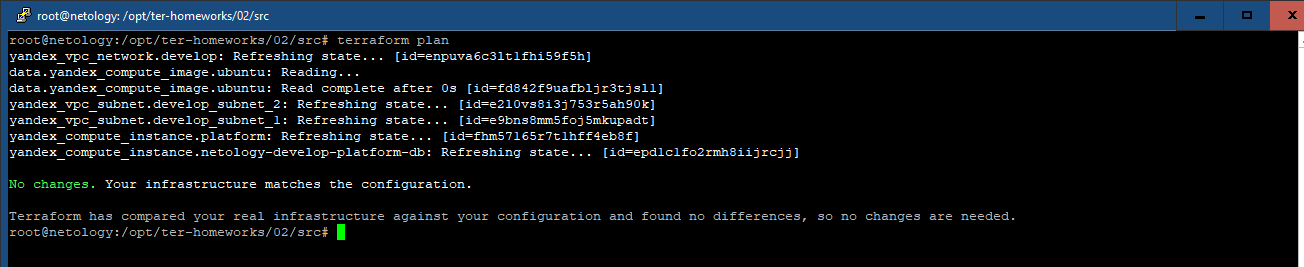 root@netology: /opt/ter-homeworks/02/src
root@netology:/opt/ter-homeworks/02/src# terraform plan
yandex_vpc_network.develop: Refreshing state... [id=enpuva6c3lt1fhi59f5h]
data.yandex_compute_image.ubuntu: Reading...
data.yandex_compute_image.ubuntu: Read complete after 0s [id=fd842f9uafbljr3tjsl1]
yandex_vpc_subnet.develop_subnet_2: Refreshing state... [id=e2l0vs8i3j753r5ah90k]
yandex_vpc_subnet.develop_subnet_1: Refreshing state... [id=e9bns8mm5foj5mkupadt]
yandex_compute_instance.platform: Refreshing state... [id=fhm57165r7t1hff4eb8f]
yandex_compute_instance.netology-develop-platform-db: Refreshing state... [id=epdlclfo2rmh8iijrcjj]
No changes. Your infrastructure matches the configuration.
Terraform has compared your real infrastructure against your configuration and found no differences, so no changes are needed.
root@netology:/opt/ter-homeworks/02/src#